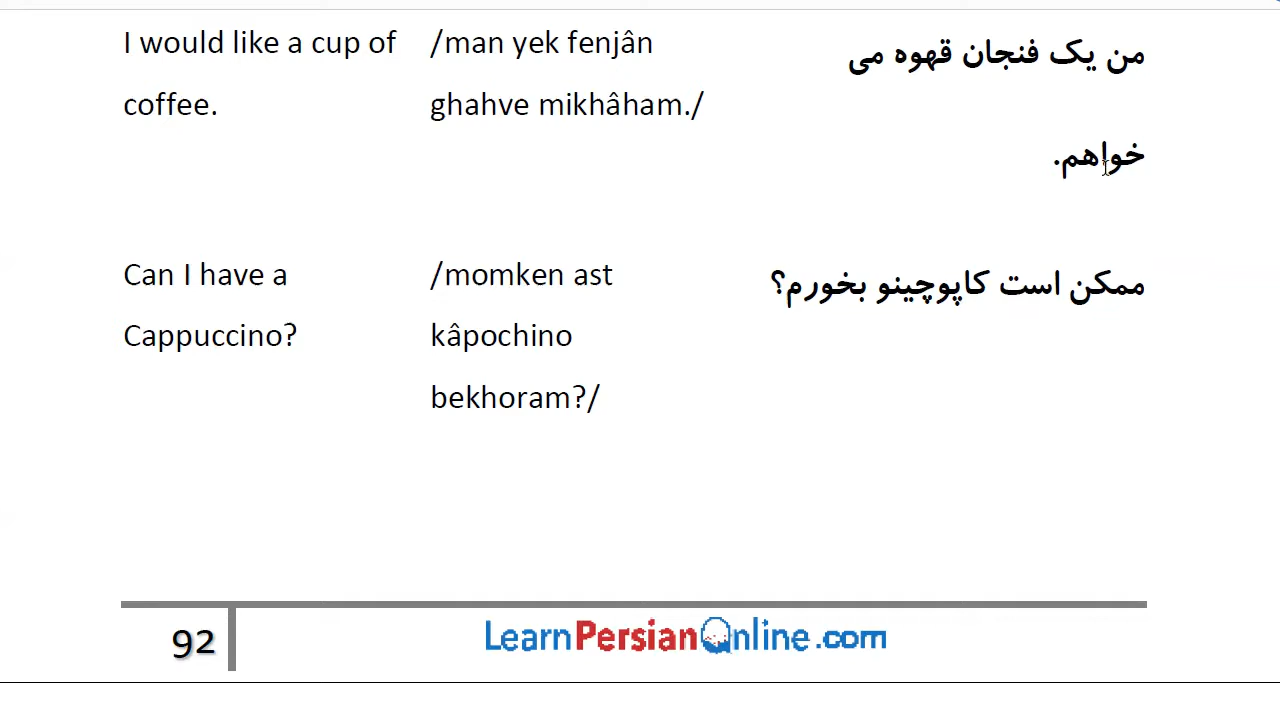 I would like a cup of
coffee.
/man yek fenjân
ghahve mikhâham./
من یک فنجان قهوه می
خواهم.
Can I have a
Cappuccino?
/momken ast
kâpochino
bekhoram?/
ممکن است کاپوچینو بخورم؟
92
LearnPersianOnline.com